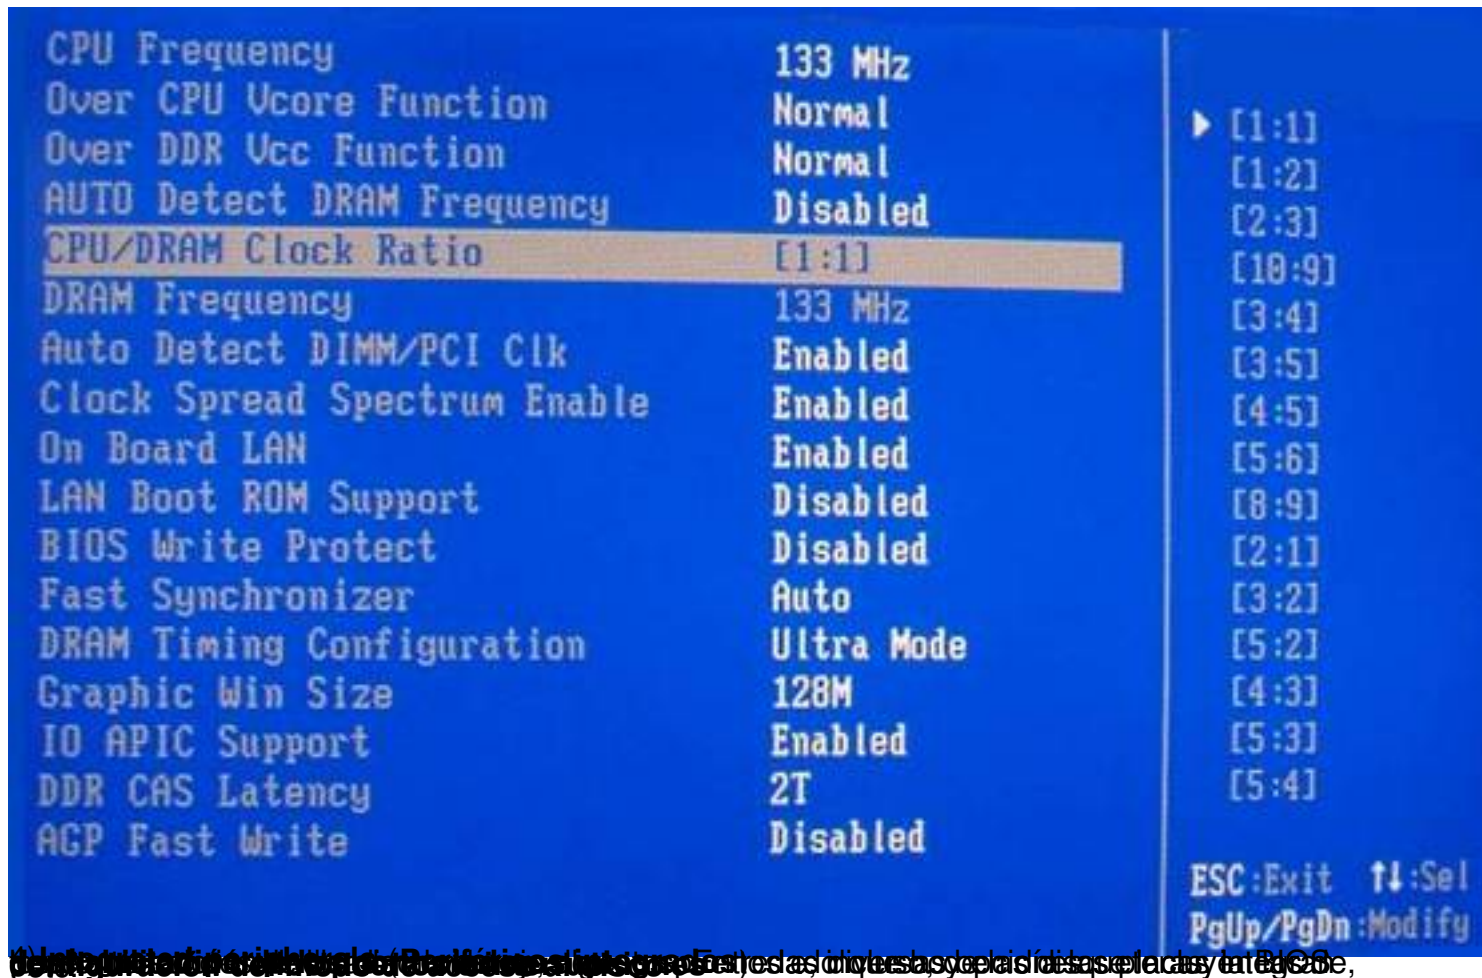 CPU Frequency 133 MHz
Over CPU Vcore Function Normal
Over DDR Vcc Function Normal
AUTO Detect DRAM Frequency Disabled
CPU/DRAM Clock Ratio [1:1]
DRAM Frequency 133 MHz
Auto Detect DIMM/PCI Clk Enabled
Clock Spread Spectrum Enable Enabled
On Board LAN Enabled
LAN Boot ROM Support Disabled
BIOS Write Protect Disabled
Fast Synchronizer Auto
DRAM Timing Configuration Ultra Mode
Graphic Win Size 128M
IO APIC Support Enabled
DDR CAS Latency 2T
AGP Fast Write Disabled
[1:1]
[1:2]
[2:3]
[10:9]
[3:4]
[3:5]
[4:5]
[5:6]
[8:9]
[2:1]
[3:2]
[5:2]
[4:3]
[5:3]
[5:4]
ESC:Exit ↑↓:Sel
PgUp/PgDn:Modify